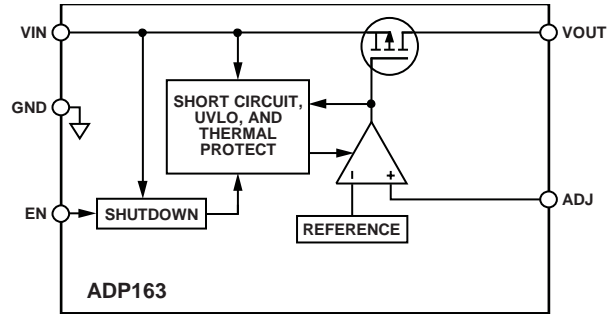 VIN
VOUT
GND
SHORT CIRCUIT,
UVLO, AND
THERMAL
PROTECT
–
+
EN
SHUTDOWN
REFERENCE
ADJ
ADP163